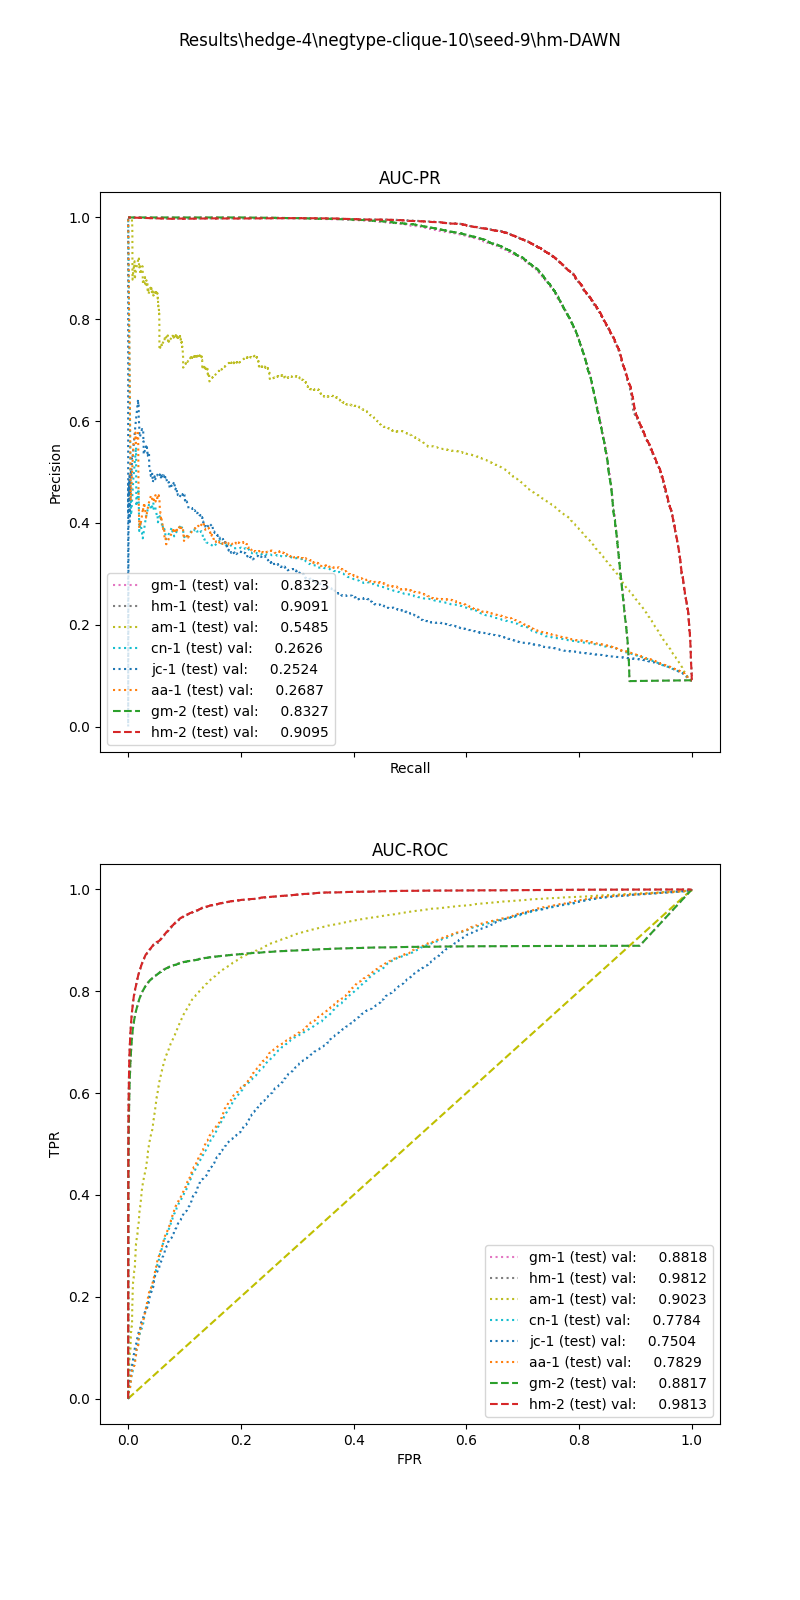 Results\hedge-4\negtype-clique-10\seed-9\hm-DAWN
AUC-PR
1.0
0.8
0.6
0.4
0.2
0.0
Precision
gm-1 (test) val: 0.8323
hm-1 (test) val: 0.9091
am-1 (test) val: 0.5485
cn-1 (test) val: 0.2626
jc-1 (test) val: 0.2524
aa-1 (test) val: 0.2687
gm-2 (test) val: 0.8327
hm-2 (test) val: 0.9095
Recall
AUC-ROC
1.0
0.8
0.6
0.4
0.2
0.0
TPR
gm-1 (test) val: 0.8818
hm-1 (test) val: 0.9812
am-1 (test) val: 0.9023
cn-1 (test) val: 0.7784
jc-1 (test) val: 0.7504
aa-1 (test) val: 0.7829
gm-2 (test) val: 0.8817
hm-2 (test) val: 0.9813
0.0 0.2 0.4 0.6 0.8 1.0
FPR